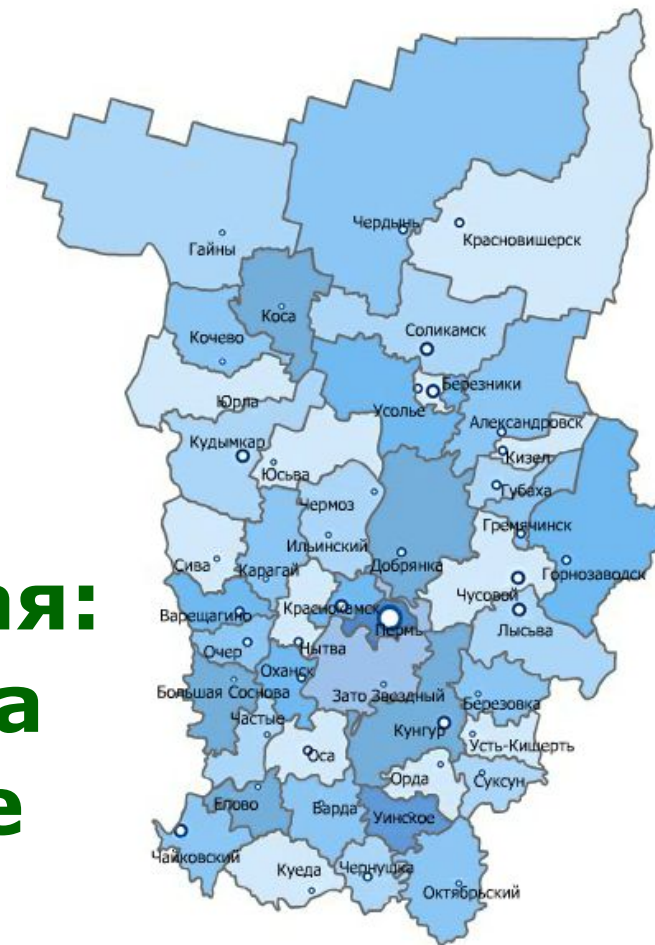 Чердынь
Красновишерск
Гайны
Коса
Кочево
Соликамск
Березники
Юрла
Усолье
Александровск
Кудымкар
Кизел
Юсьва
Губаха
Чермоз
Гремячинск
Ильинский
Добрянка
Сива
Карагай
Горнозаводск
Чусовой
ая:
Краснокамск
Варещагино
Пермь
Лысьва
Очер
Нытва
Оханск
Большая Соснова
Зато Звездный
Березовка
а
Частые
Кунгур
Усть-Кишерть
Оса
Орда
Суксун
Елово
Барда
Уинское
е
Чайковский
Куеда
Чернушка
Октябрьский